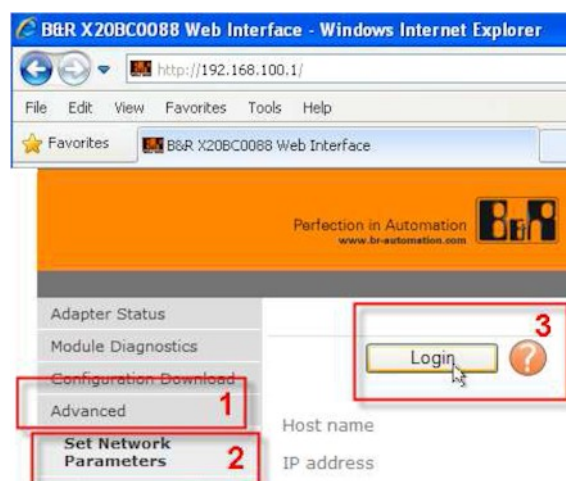 B&R X20BC0088 Web Interface - Windows Internet Explorer
http://192.168.100.1/
File Edit View Favorites Tools Help
Favorites
B&R X20BC0088 Web Interface
Perfection in Automation
www.br-automation.com
B&R
Adapter Status
Module Diagnostics
Configuration Download
Advanced
1
Set Network
Parameters
2
3
Login
?
Host name
IP address